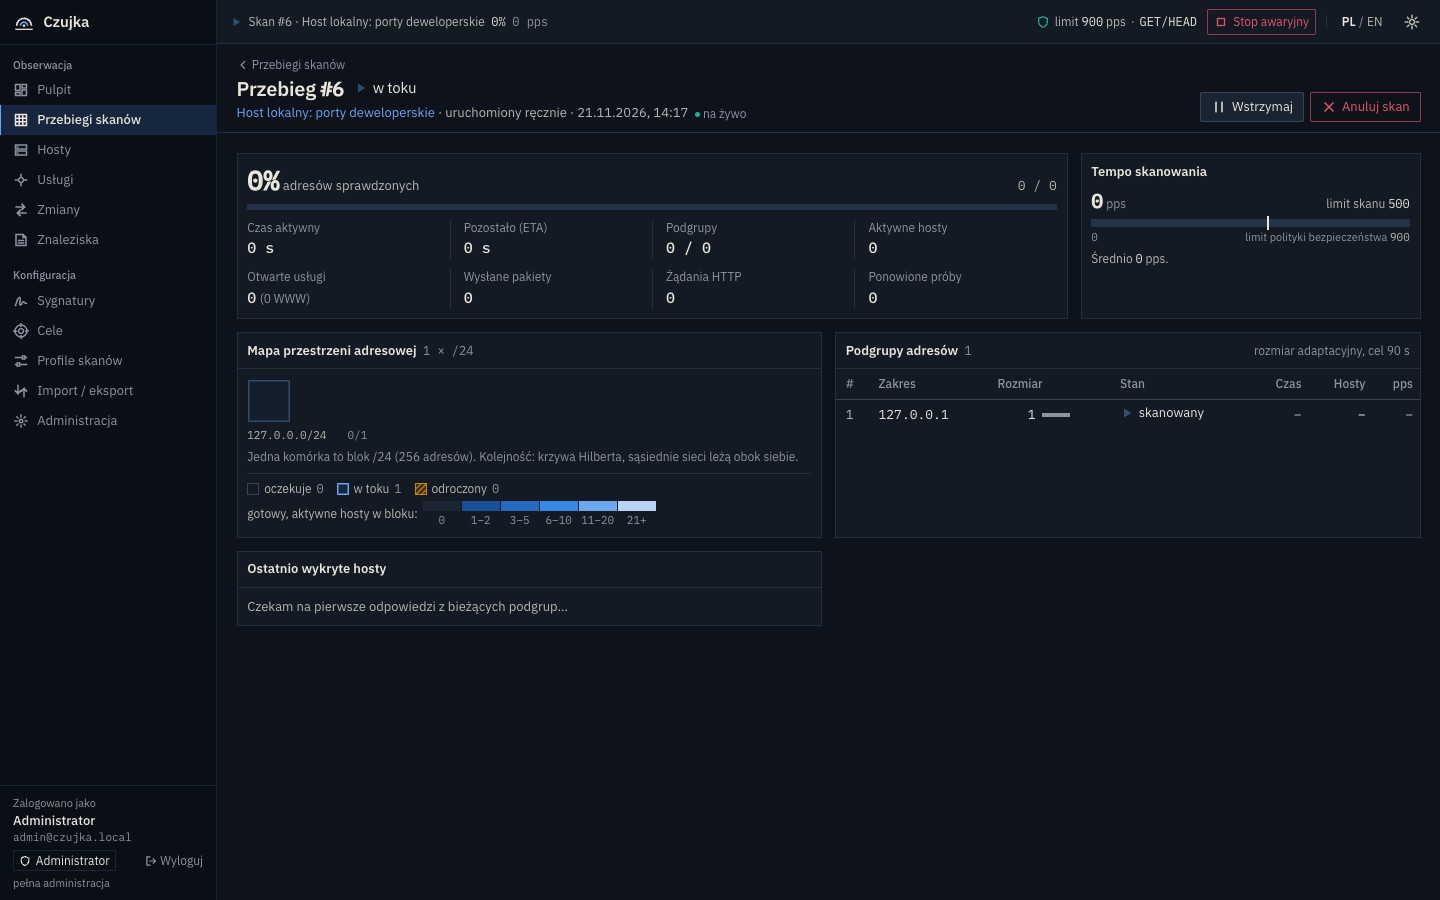 Czujka
Skan #6 · Host lokalny: porty deweloperskie 0% 0 pps
limit 900 pps · GET/HEAD
Stop awaryjny
PL / EN
Obserwacja
Pulpit
Przebiegi skanów
Hosty
Usługi
Zmiany
Znaleziska
Konfiguracja
Sygnatury
Cele
Profile skanów
Import / eksport
Administracja
Zalogowano jako
Administrator
admin@czujka.local
Administrator
Wyloguj
pełna administracja
Przebiegi skanów
Przebieg #6 w toku
Host lokalny: porty deweloperskie · uruchomiony ręcznie · 21.11.2026, 14:17 na żywo
Wstrzymaj
Anuluj skan
0% adresów sprawdzonych 0 / 0
Czas aktywny Pozostało (ETA) Podgrupy Aktywne hosty
0 s 0 s 0 / 0 0
Otwarte usługi Wysłane pakiety Żądania HTTP Ponowione próby
0 (0 WWW) 0 0 0
Tempo skanowania
0 pps limit skanu 500
0 limit polityki bezpieczeństwa 900
Średnio 0 pps.
Mapa przestrzeni adresowej 1 × /24
127.0.0.0/24 0/1
Jedna komórka to blok /24 (256 adresów). Kolejność: krzywa Hilberta, sąsiednie sieci leżą obok siebie.
oczekuje 0 w toku 1 odroczony 0
gotowy, aktywne hosty w bloku:
0 1–2 3–5 6–10 11–20 21+
Podgrupy adresów 1 rozmiar adaptacyjny, cel 90 s
# Zakres Rozmiar Stan Czas Hosty pps
1 127.0.0.1 1 skanowany – – –
Ostatnio wykryte hosty
Czekam na pierwsze odpowiedzi z bieżących podgrup…